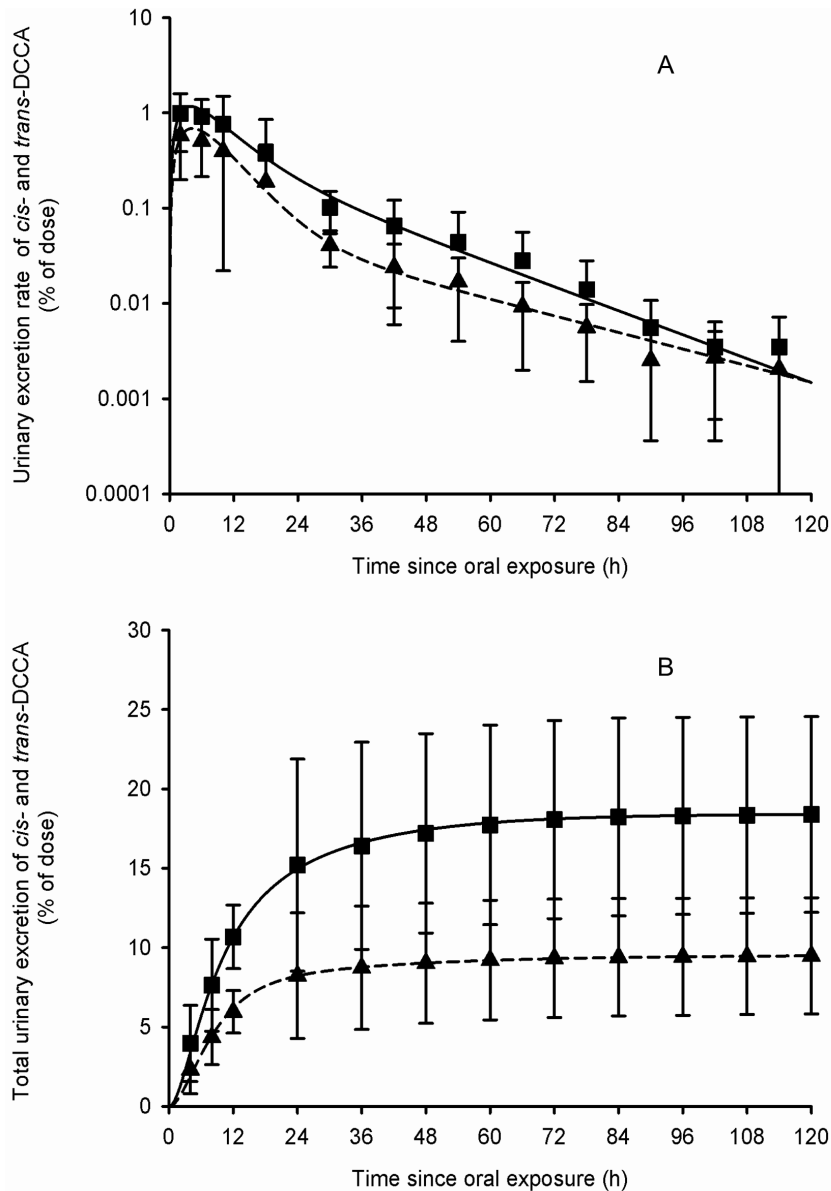 Urinary excretion rate of cis- and trans-DCCA
(% of dose)
A
10
1
0.1
0.01
0.001
0.0001
0 12 24 36 48 60 72 84 96 108 120
Time since oral exposure (h)
Total urinary excretion of cis- and trans-DCCA
(% of dose)
B
30
25
20
15
10
5
0
0 12 24 36 48 60 72 84 96 108 120
Time since oral exposure (h)